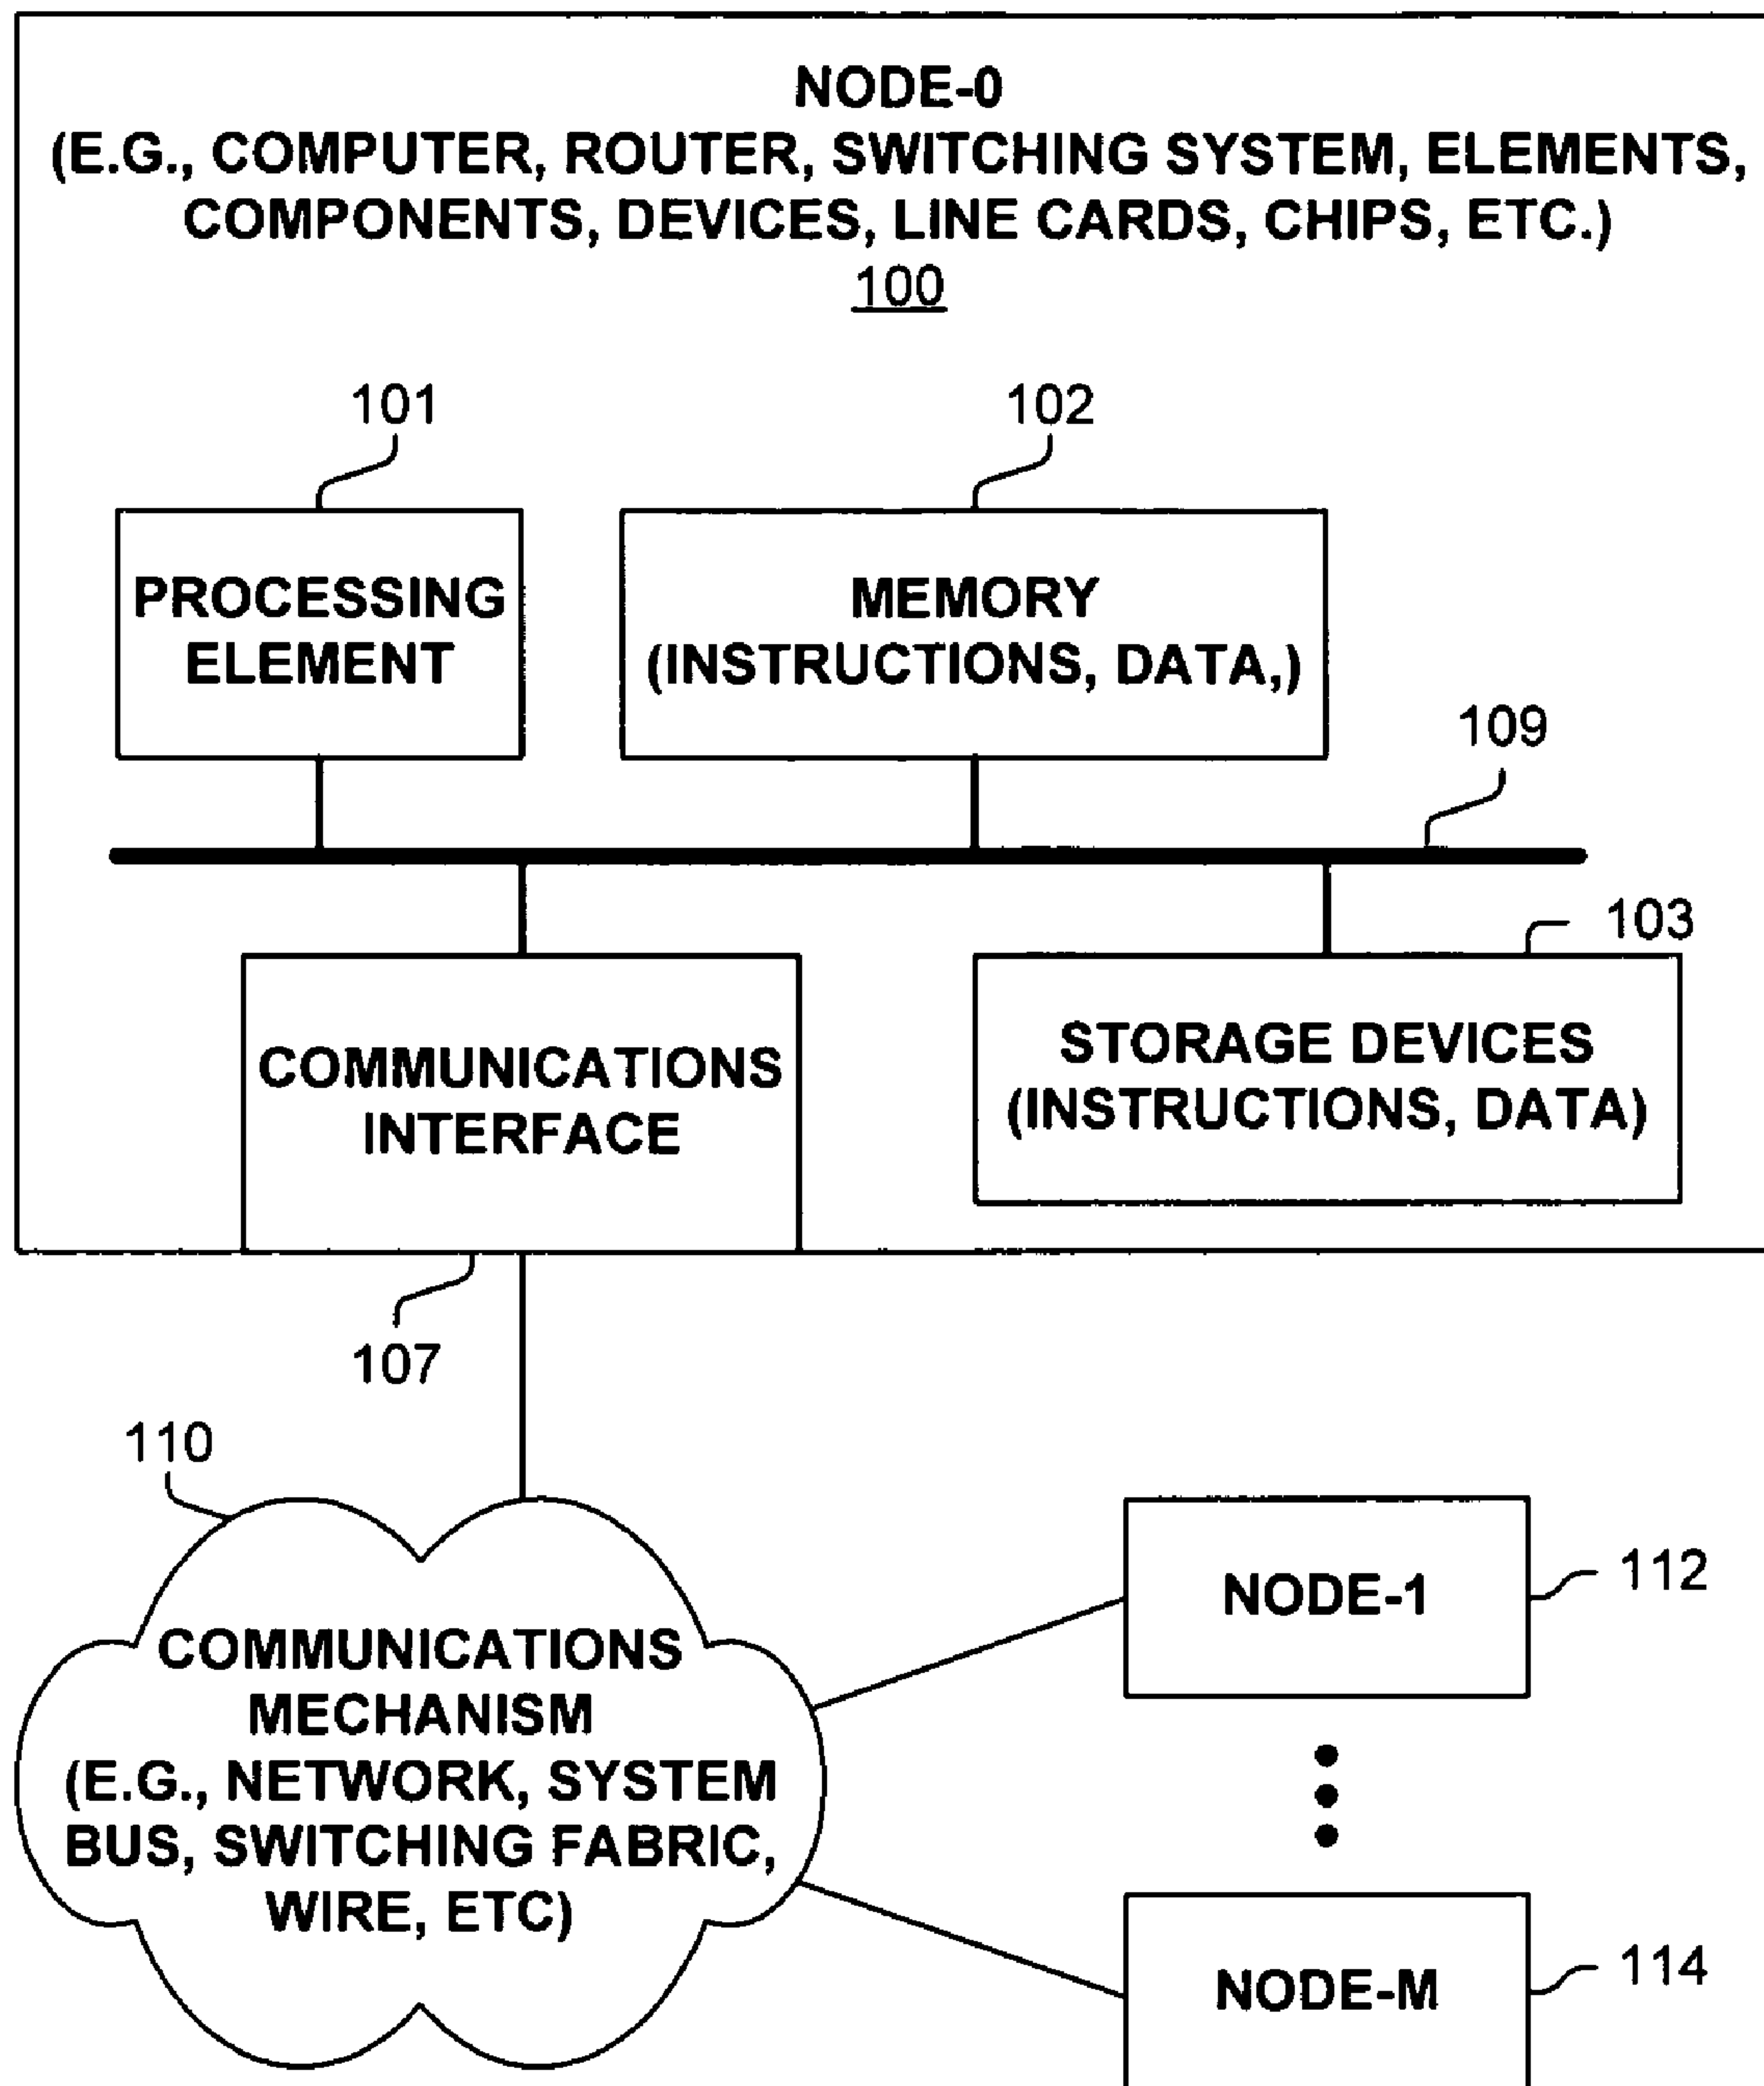 NODE-0
(E.G., COMPUTER, ROUTER, SWITCHING SYSTEM, ELEMENTS,
COMPONENTS, DEVICES, LINE CARDS, CHIPS, ETC.)
100
101
102
PROCESSING
ELEMENT
MEMORY
(INSTRUCTIONS, DATA,)
109
103
COMMUNICATIONS
INTERFACE
STORAGE DEVICES
(INSTRUCTIONS, DATA)
107
110
COMMUNICATIONS
MECHANISM
(E.G., NETWORK, SYSTEM
BUS, SWITCHING FABRIC,
WIRE, ETC)
NODE-1
112
NODE-M
114